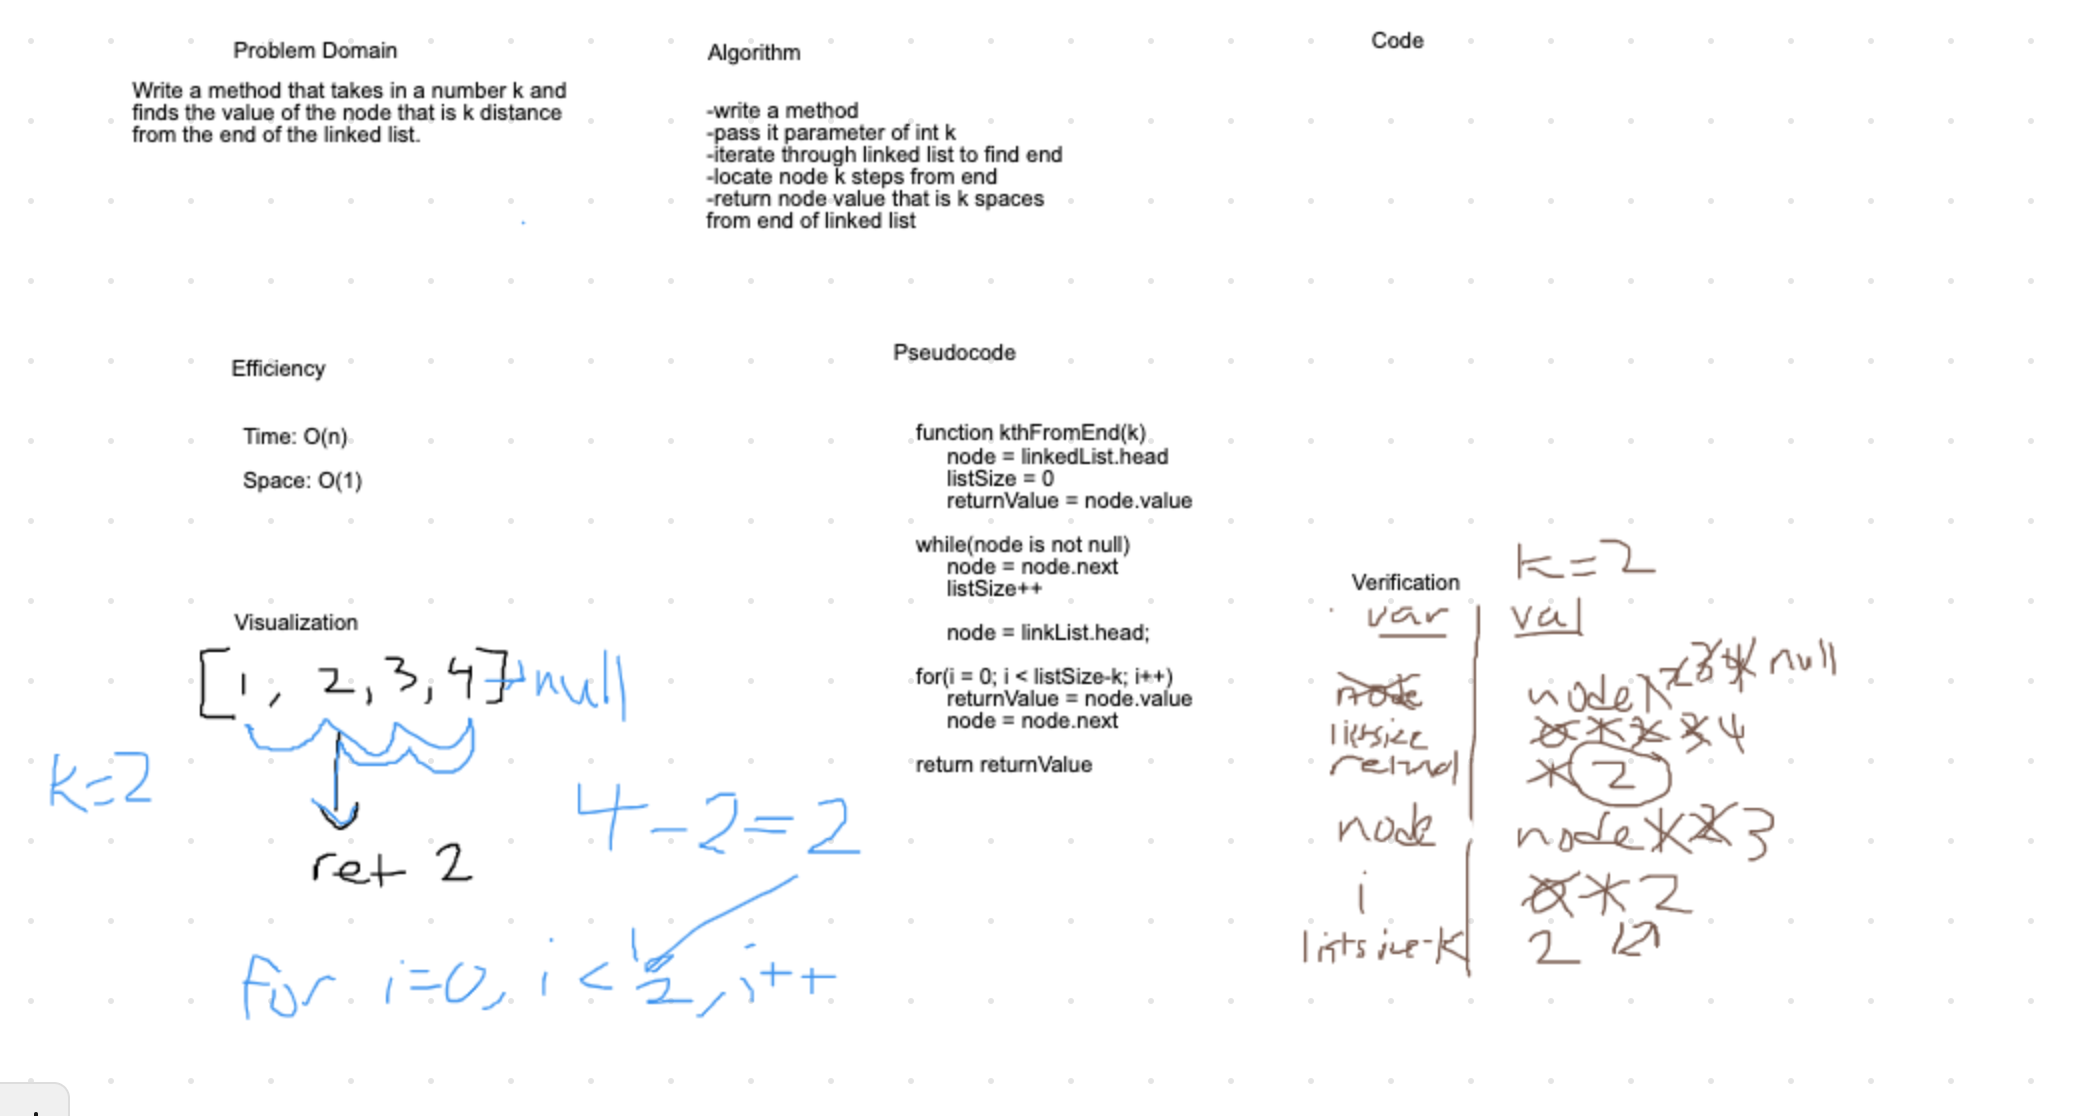 Problem Domain
Write a method that takes in a number k and
finds the value of the node that is k distance
from the end of the linked list.
Algorithm
-write a method
-pass it parameter of int k
-iterate through linked list to find end
-locate node k steps from end
-return node value that is k spaces
from end of linked list
Code
Efficiency
Time: O(n)
Space: O(1)
Pseudocode
function kthFromEnd(k)
node = linkedList.head
listSize = 0
returnValue = node.value
while(node is not null)
node = node.next
listSize++
node = linkList.head;
for(i = 0; i < listSize-k; i++)
returnValue = node.value
node = node.next
return returnValue
Visualization
[1, 2, 3, 4]→null
k=2
ret 2
4-2=2
for i=0, i < 2, i++
Verification
k=2
var val
node node 1 2 3 4 null
listsize 0 1 2 3 4
1 2
node node 1 2 3
i 0 1 2
listsize-k 2